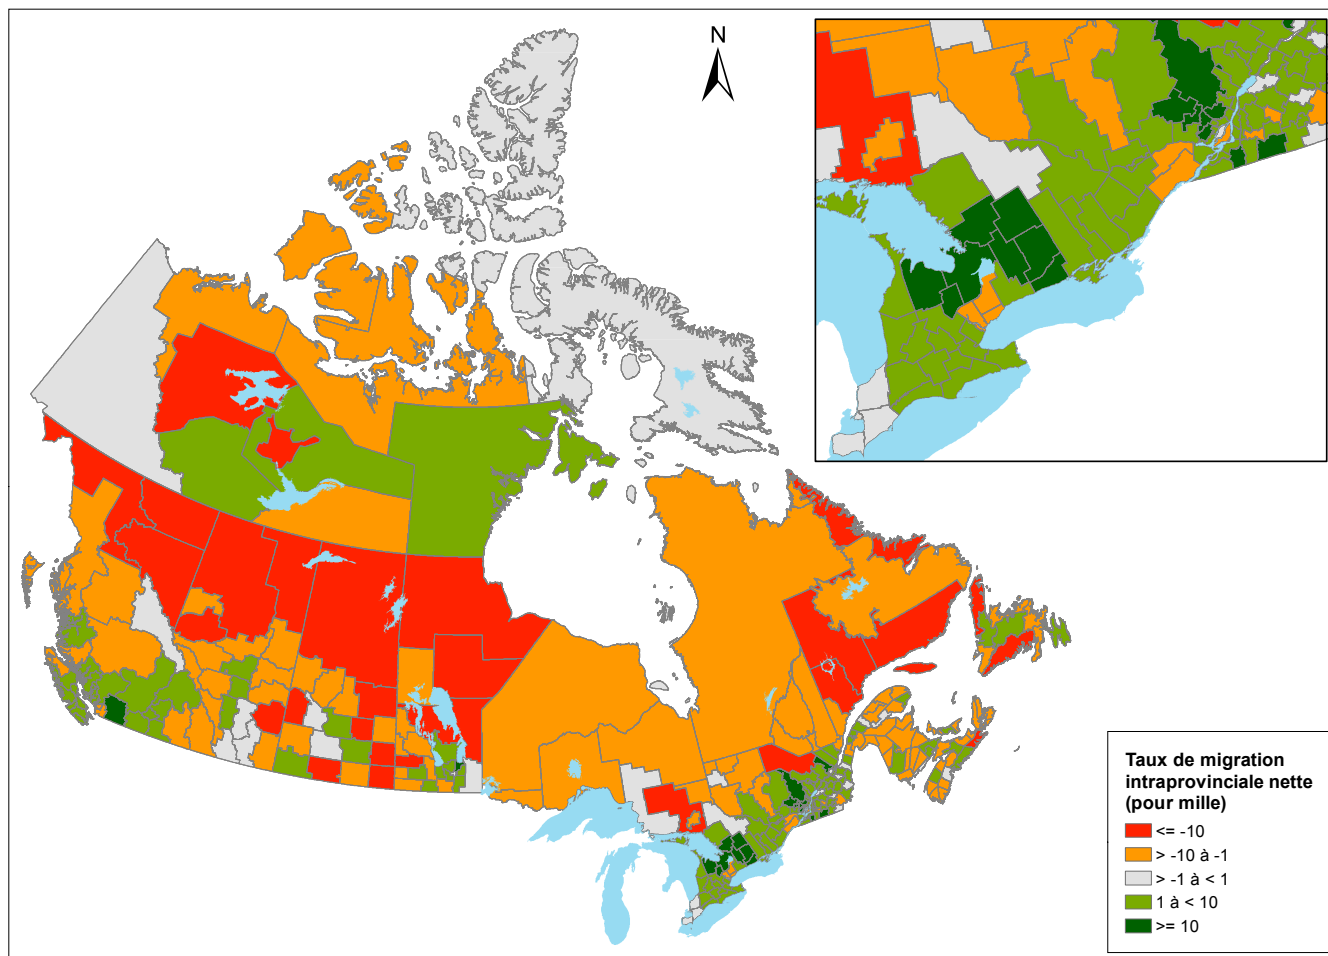 N
Taux de migration
intraprovinciale nette
(pour mille)
<= -10
> -10 à -1
> -1 à < 1
1 à < 10
>= 10